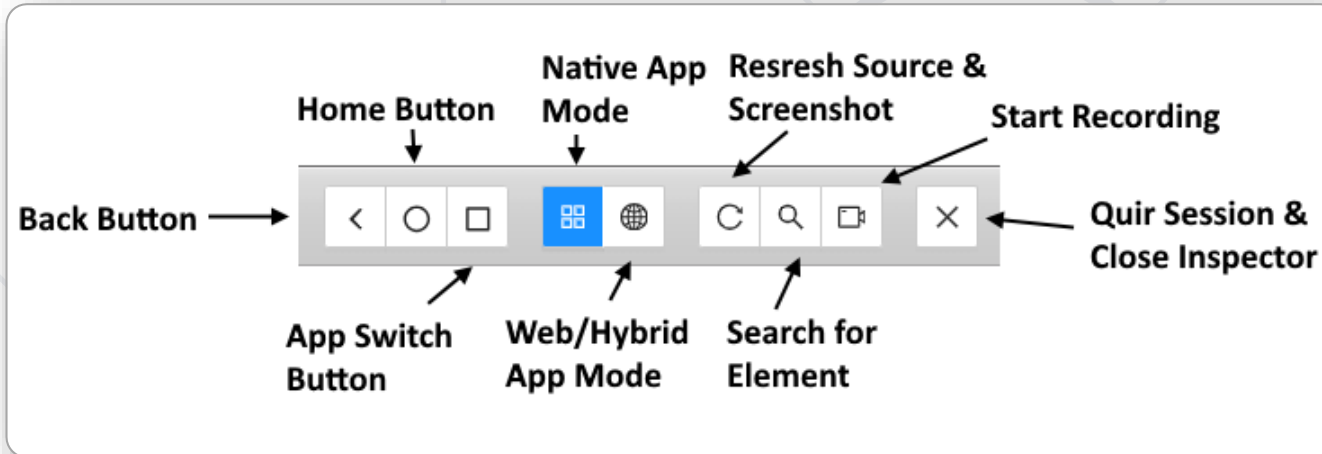 Native App
Mode
Resresh Source &
Screenshot
Home Button
Start Recording
Back Button
Quir Session &
Close Inspector
App Switch
Button
Web/Hybrid
App Mode
Search for
Element